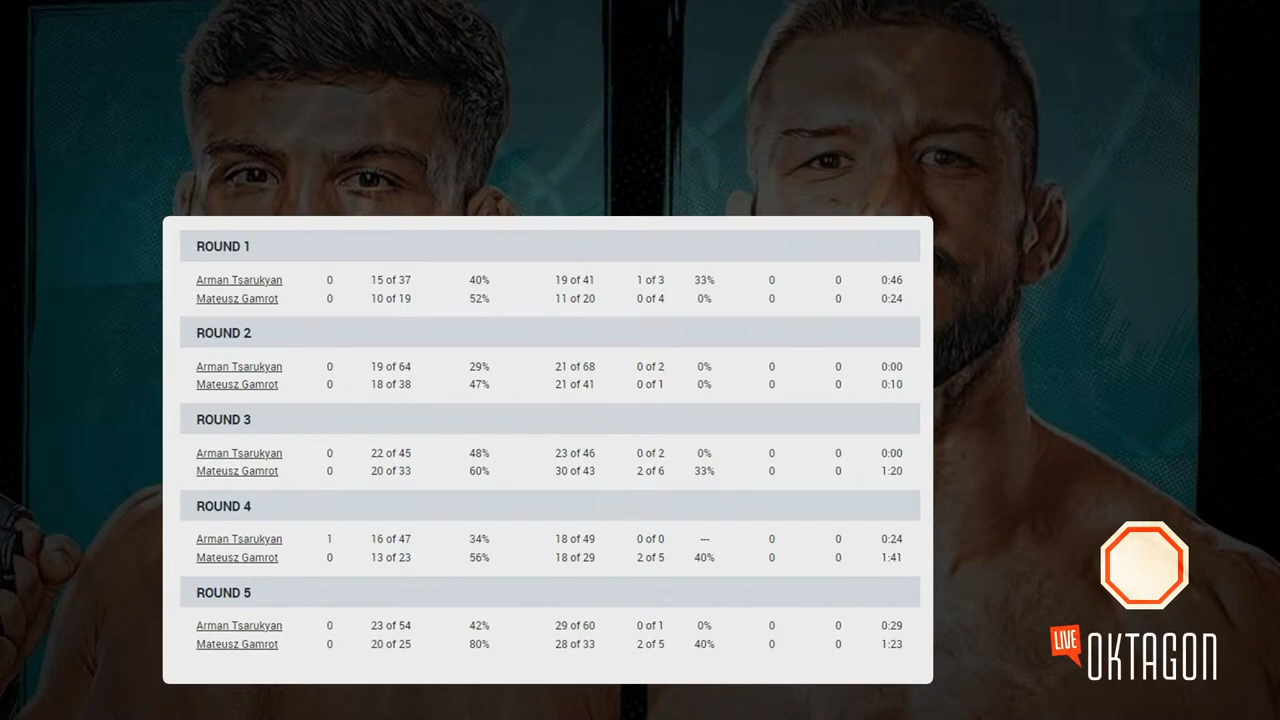 ROUND 1
Arman Tsarukyan 0 15 of 37 40% 19 of 41 1 of 3 33% 0 0 0:46
Mateusz Gamrot 0 10 of 19 52% 11 of 20 0 of 4 0% 0 0 0:24
ROUND 2
Arman Tsarukyan 0 19 of 64 29% 21 of 68 0 of 2 0% 0 0 0:00
Mateusz Gamrot 0 18 of 38 47% 21 of 41 0 of 1 0% 0 0 0:10
ROUND 3
Arman Tsarukyan 0 22 of 45 48% 23 of 46 0 of 2 0% 0 0 0:00
Mateusz Gamrot 0 20 of 33 60% 30 of 43 2 of 6 33% 0 0 1:20
ROUND 4
Arman Tsarukyan 1 16 of 47 34% 18 of 49 0 of 0 --- 0 0 0:24
Mateusz Gamrot 0 13 of 23 56% 18 of 29 2 of 5 40% 0 0 1:41
ROUND 5
Arman Tsarukyan 0 23 of 54 42% 29 of 60 0 of 1 0% 0 0 0:29
Mateusz Gamrot 0 20 of 25 80% 28 of 33 2 of 5 40% 0 0 1:23
LIVE
OKTAGON